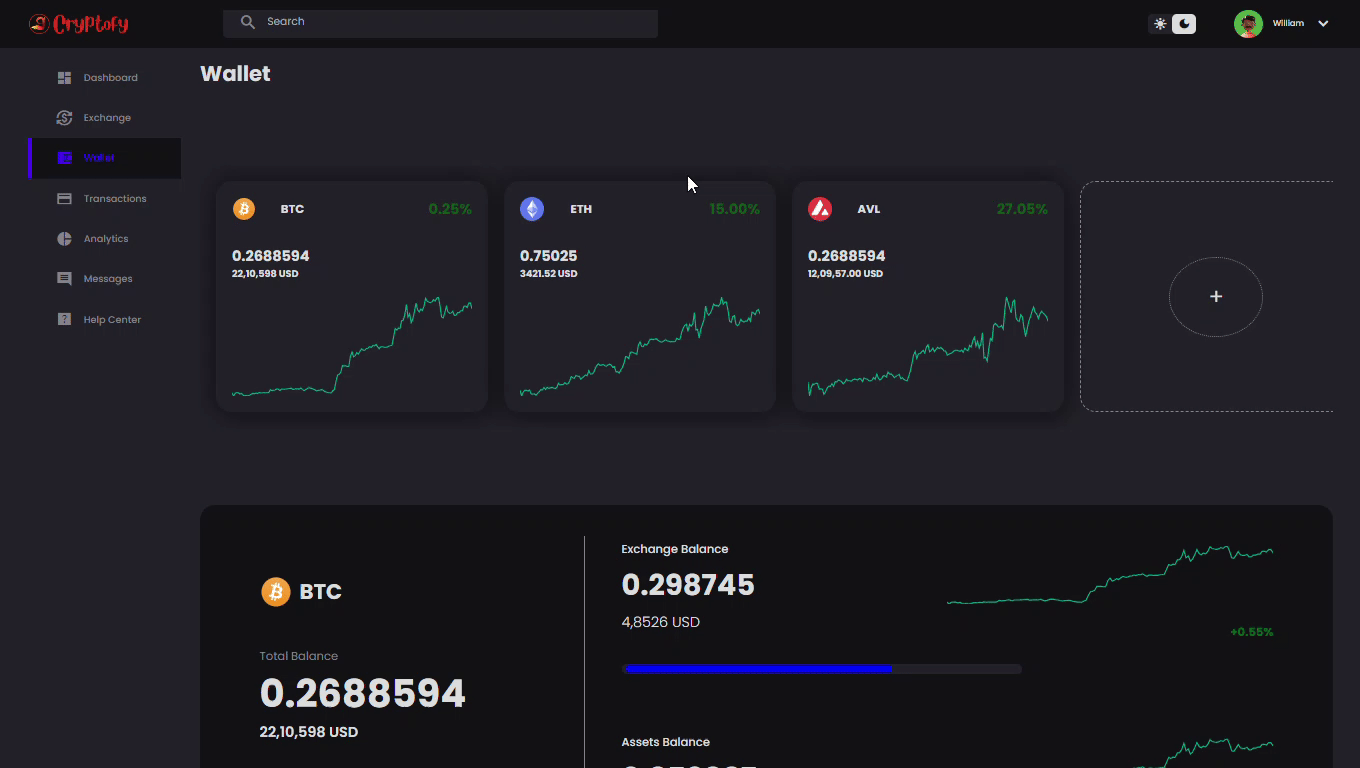 Cryptofy
Search
William
Dashboard
Exchange
Wallet
Transactions
Analytics
Messages
Help Center
Wallet
BTC 0.25%
0.2688594
22,10,598 USD
ETH 15.00%
0.75025
3421.52 USD
AVL 27.05%
0.2688594
12,09,57.00 USD
+
BTC
Total Balance
0.2688594
22,10,598 USD
Exchange Balance
0.298745
4,8526 USD
+0.55%
Assets Balance